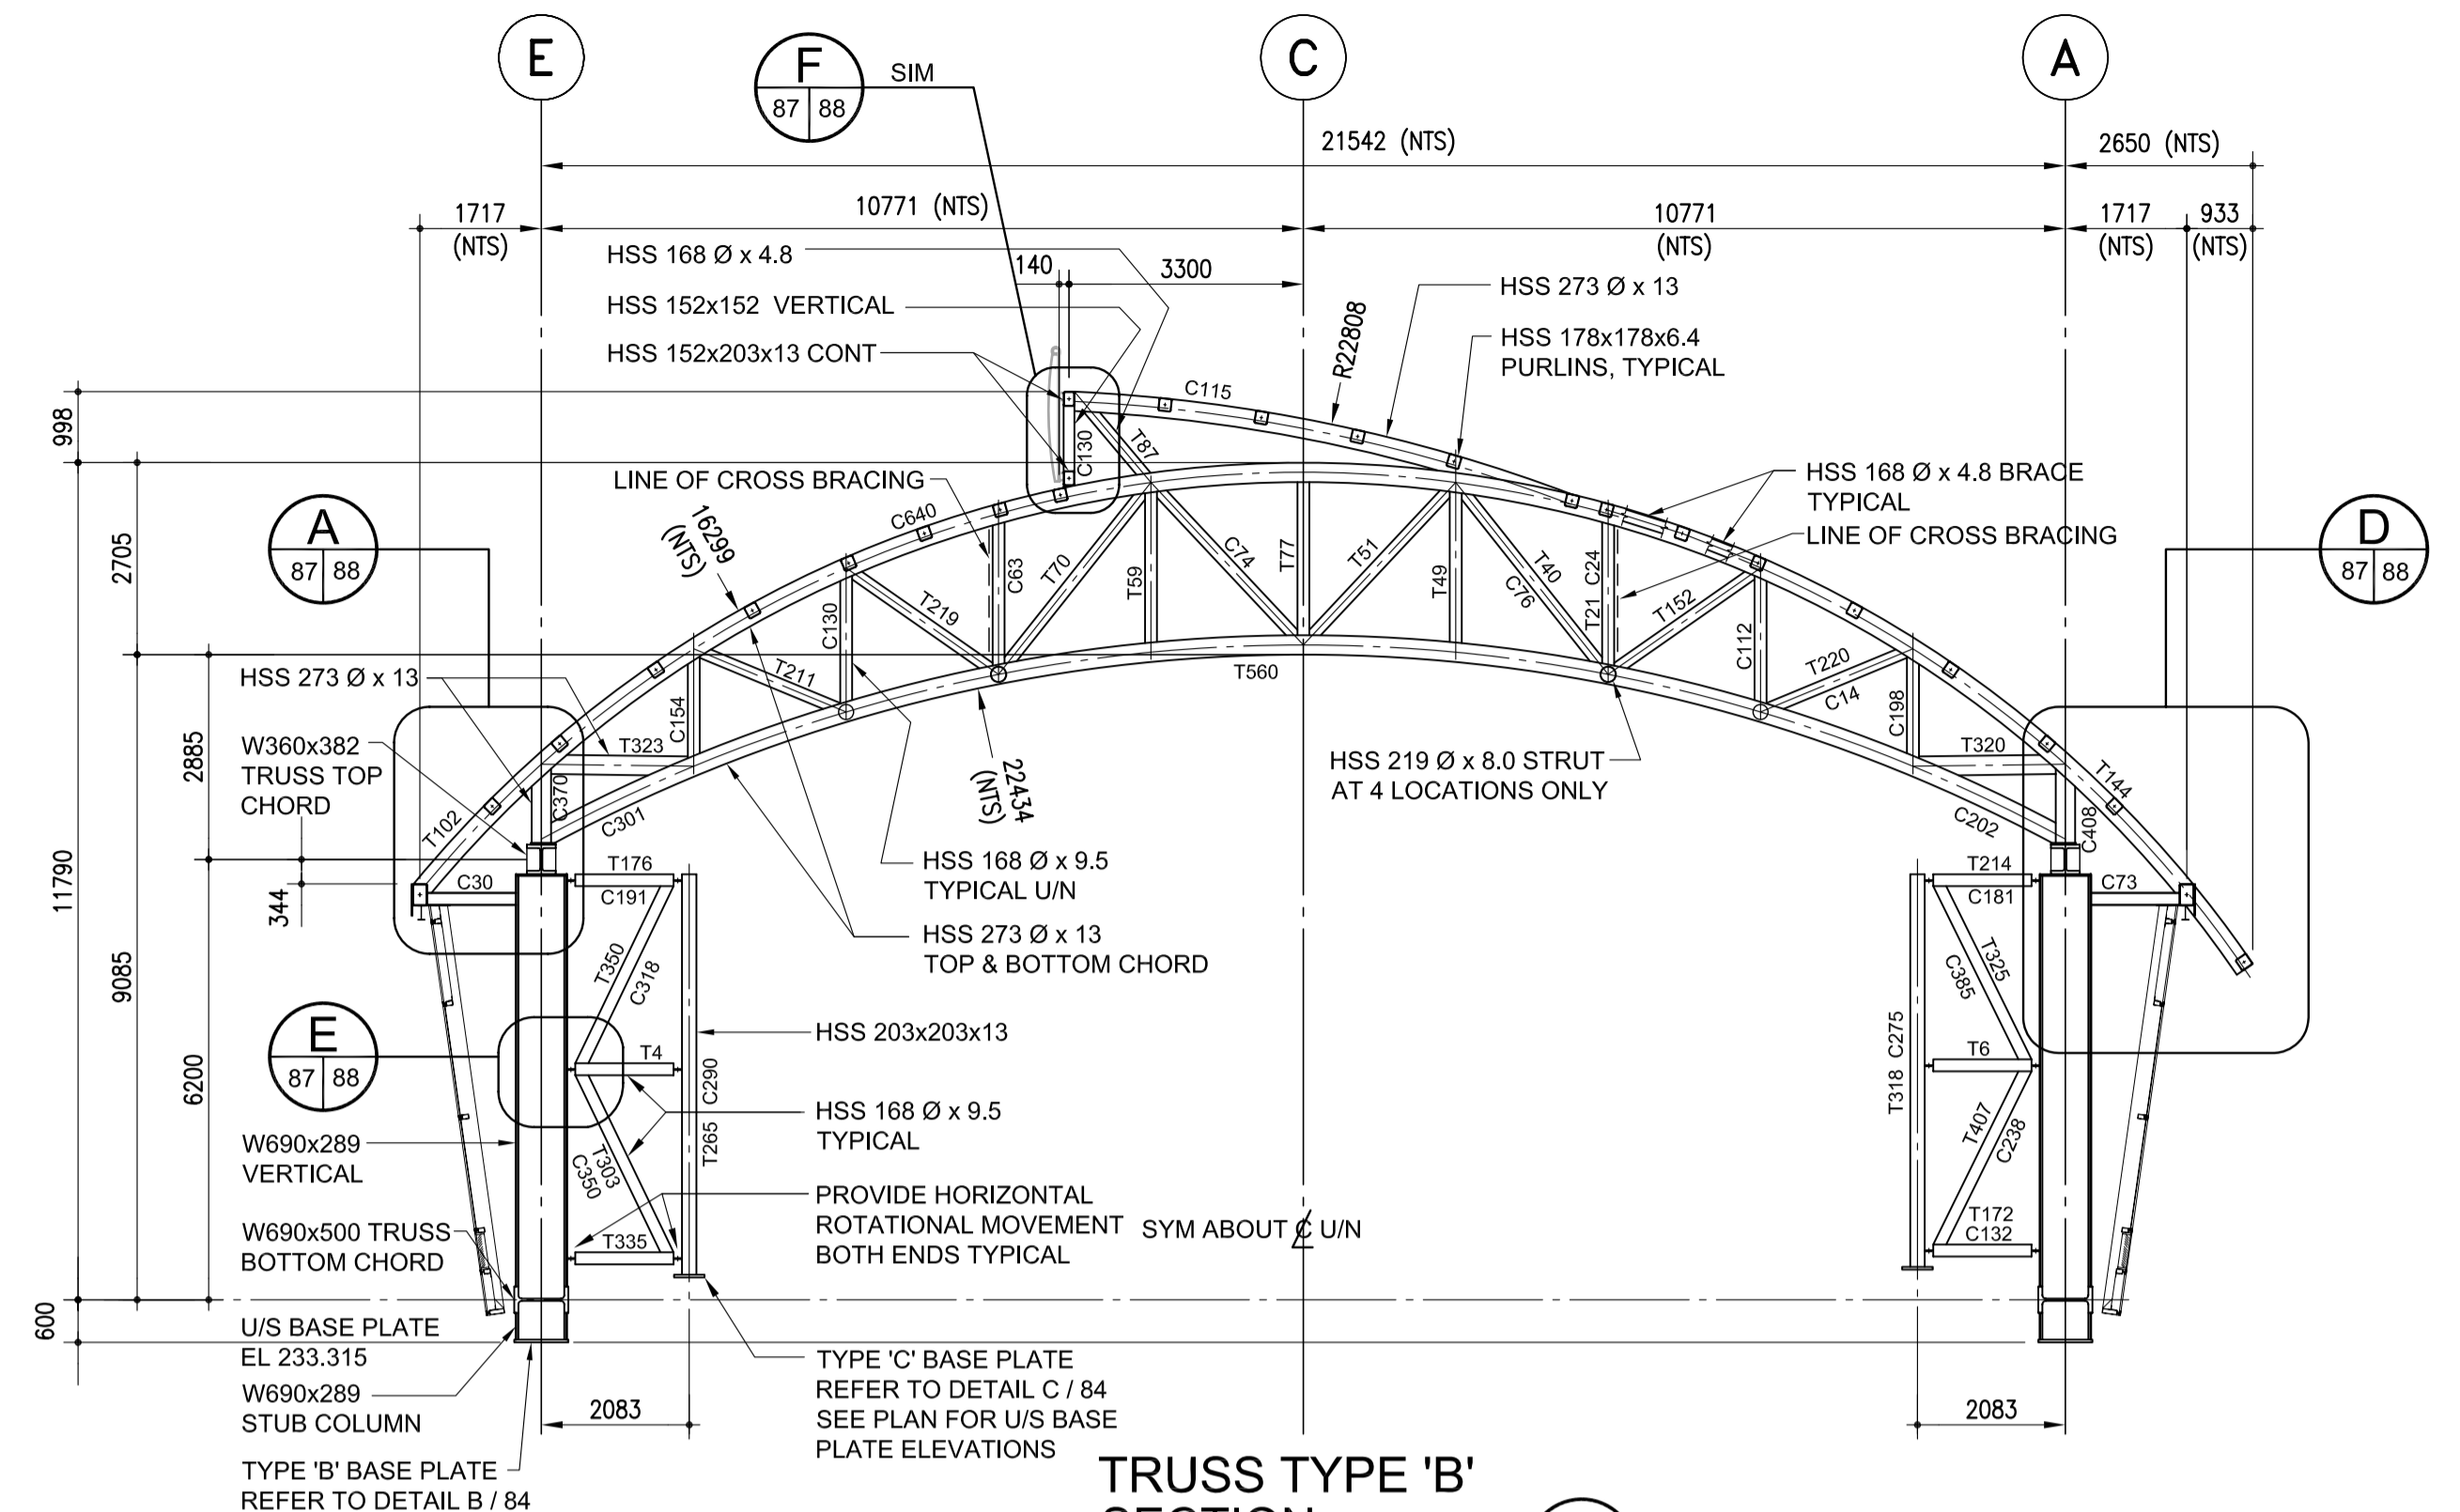 E
F
87 88
SIM
C
A
21542 (NTS)
2650 (NTS)
1717
(NTS)
10771 (NTS)
10771
(NTS)
1717
(NTS)
933
(NTS)
140
3300
HSS 168 Ø x 4.8
HSS 152x152 VERTICAL
HSS 152x203x13 CONT
R22808
HSS 273 Ø x 13
HSS 178x178x6.4
PURLINS, TYPICAL
998
C115
T87
C130
LINE OF CROSS BRACING
HSS 168 Ø x 4.8 BRACE
TYPICAL
LINE OF CROSS BRACING
A
87 88
D
87 88
2705
16299
(NTS)
C640
C63
T70
T59
C74
T77
T51
T49
T40
C76
T21 C24
T152
C130
T219
C112
T211
T220
C14
C154
C198
T560
HSS 273 Ø x 13
W360x382
TRUSS TOP
CHORD
2885
T323
C370
T102
C301
22434
(NTS)
HSS 219 Ø x 8.0 STRUT
AT 4 LOCATIONS ONLY
T320
T144
C408
C202
11790
344
C30
T176
C191
HSS 168 Ø x 9.5
TYPICAL U/N
HSS 273 Ø x 13
TOP & BOTTOM CHORD
T214
C181
C73
9085
T350
C318
T325
C385
E
87 88
6200
HSS 203x203x13
T4
C290
T265
HSS 168 Ø x 9.5
TYPICAL
T318 C275
T6
W690x289
VERTICAL
T303
C350
T407
C238
W690x500 TRUSS
BOTTOM CHORD
T335
PROVIDE HORIZONTAL
ROTATIONAL MOVEMENT
BOTH ENDS TYPICAL
SYM ABOUT ℄ U/N
T172
C132
600
U/S BASE PLATE
EL 233.315
W690x289
STUB COLUMN
TYPE 'B' BASE PLATE
REFER TO DETAIL B / 84
2083
TYPE 'C' BASE PLATE
REFER TO DETAIL C / 84
SEE PLAN FOR U/S BASE
PLATE ELEVATIONS
2083
TRUSS TYPE 'B'
SECTION